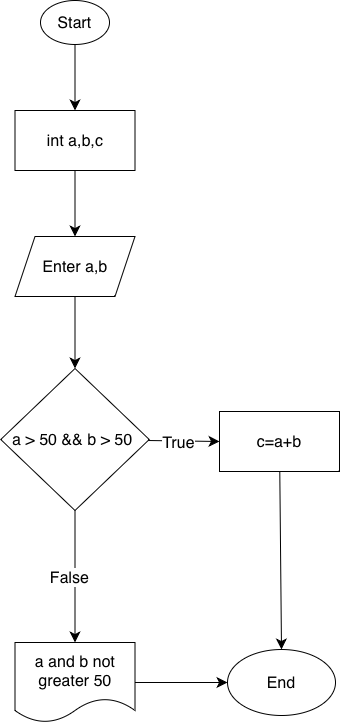 Start
int a,b,c
Enter a,b
a > 50 && b > 50
True
c=a+b
False
a and b not
greater 50
End